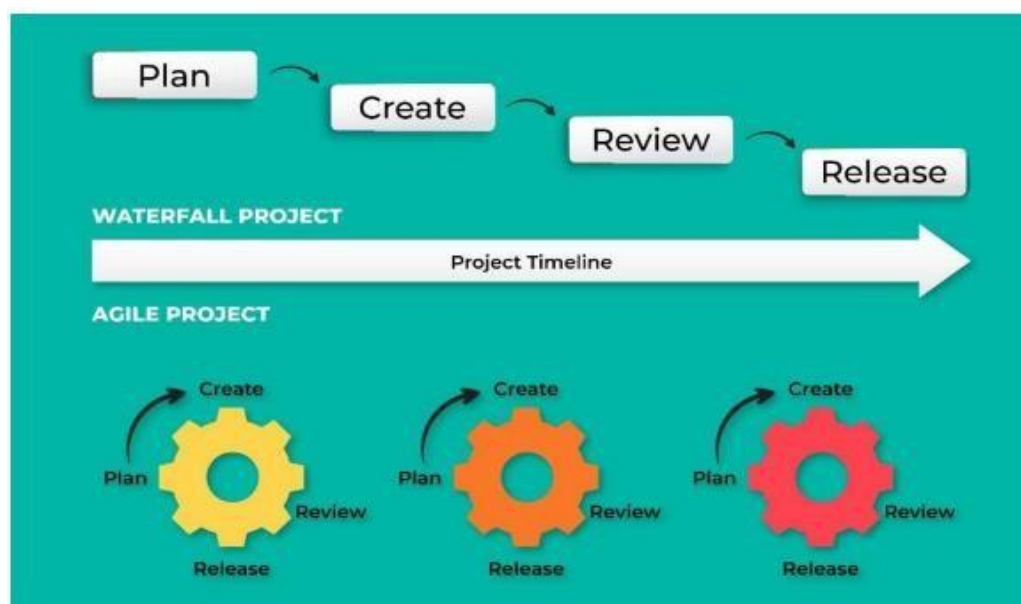 Plan
Create
Review
Release
WATERFALL PROJECT
Project Timeline
AGILE PROJECT
Create
Plan
Review
Release
Create
Plan
Review
Release
Create
Plan
Review
Release